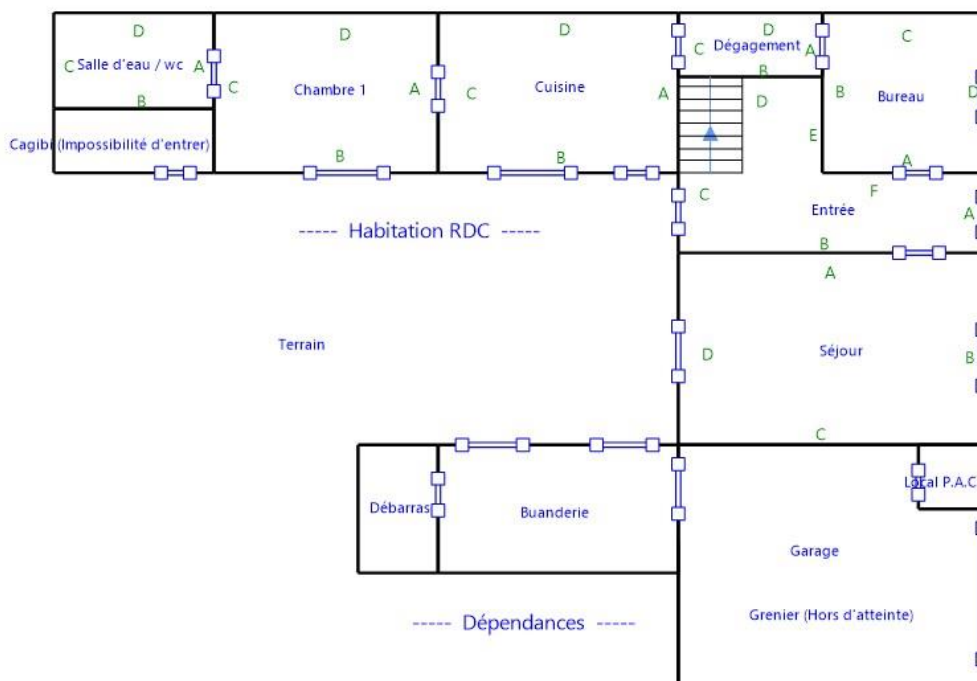 D
D
D
D
C
Salle d'eau / wc
A
C
Chambre 1
A
C
Cuisine
A
C
Dégagement
A
B
B
D
B
Bureau
D
C
B
Cagibi (Impossibilité d'entrer)
B
B
E
A
F
C
Entrée
A
B
----- Habitation RDC -----
A
Terrain
D
Séjour
B
C
Débarras
Buanderie
Local P.A.C
Garage
Grenier (Hors d'atteinte)
----- Dépendances -----